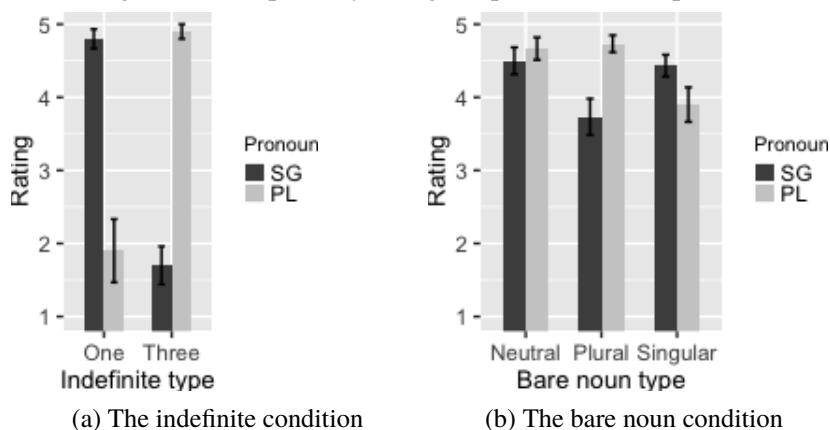 5
4
3
2
1
Rating
One Three
Indefinite type
Pronoun
SG
PL
(a) The indefinite condition
5
4
3
2
1
Rating
Neutral Plural Singular
Bare noun type
Pronoun
SG
PL
(b) The bare noun condition